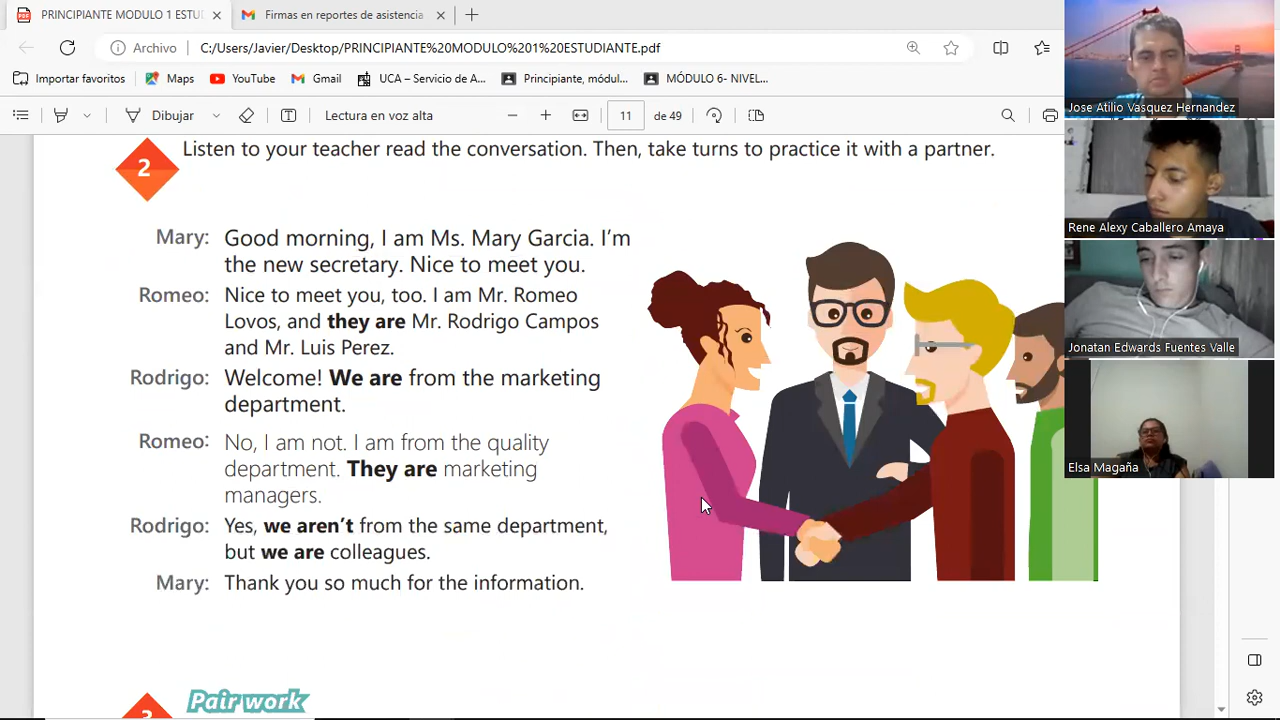 PRINCIPIANTE MODULO 1 ESTU
Firmas en reportes de asistencia
Archivo
C:/Users/Javier/Desktop/PRINCIPIANTE%20MODULO%201%20ESTUDIANTE.pdf
Importar favoritos
Maps
YouTube
Gmail
UCA – Servicio de A...
Principiante, módul...
MÓDULO 6- NIVEL...
Dibujar
Lectura en voz alta
11
de 49
2
Listen to your teacher read the conversation. Then, take turns to practice it with a partner.
Mary: Good morning, I am Ms. Mary Garcia. I'm
the new secretary. Nice to meet you.
Romeo: Nice to meet you, too. I am Mr. Romeo
Lovos, and they are Mr. Rodrigo Campos
and Mr. Luis Perez.
Rodrigo: Welcome! We are from the marketing
department.
Romeo: No, I am not. I am from the quality
department. They are marketing
managers.
Rodrigo: Yes, we aren't from the same department,
but we are colleagues.
Mary: Thank you so much for the information.
3
Pair work
Jose Atilio Vasquez Hernandez
Rene Alexy Caballero Amaya
Jonatan Edwards Fuentes Valle
Elsa Magaña